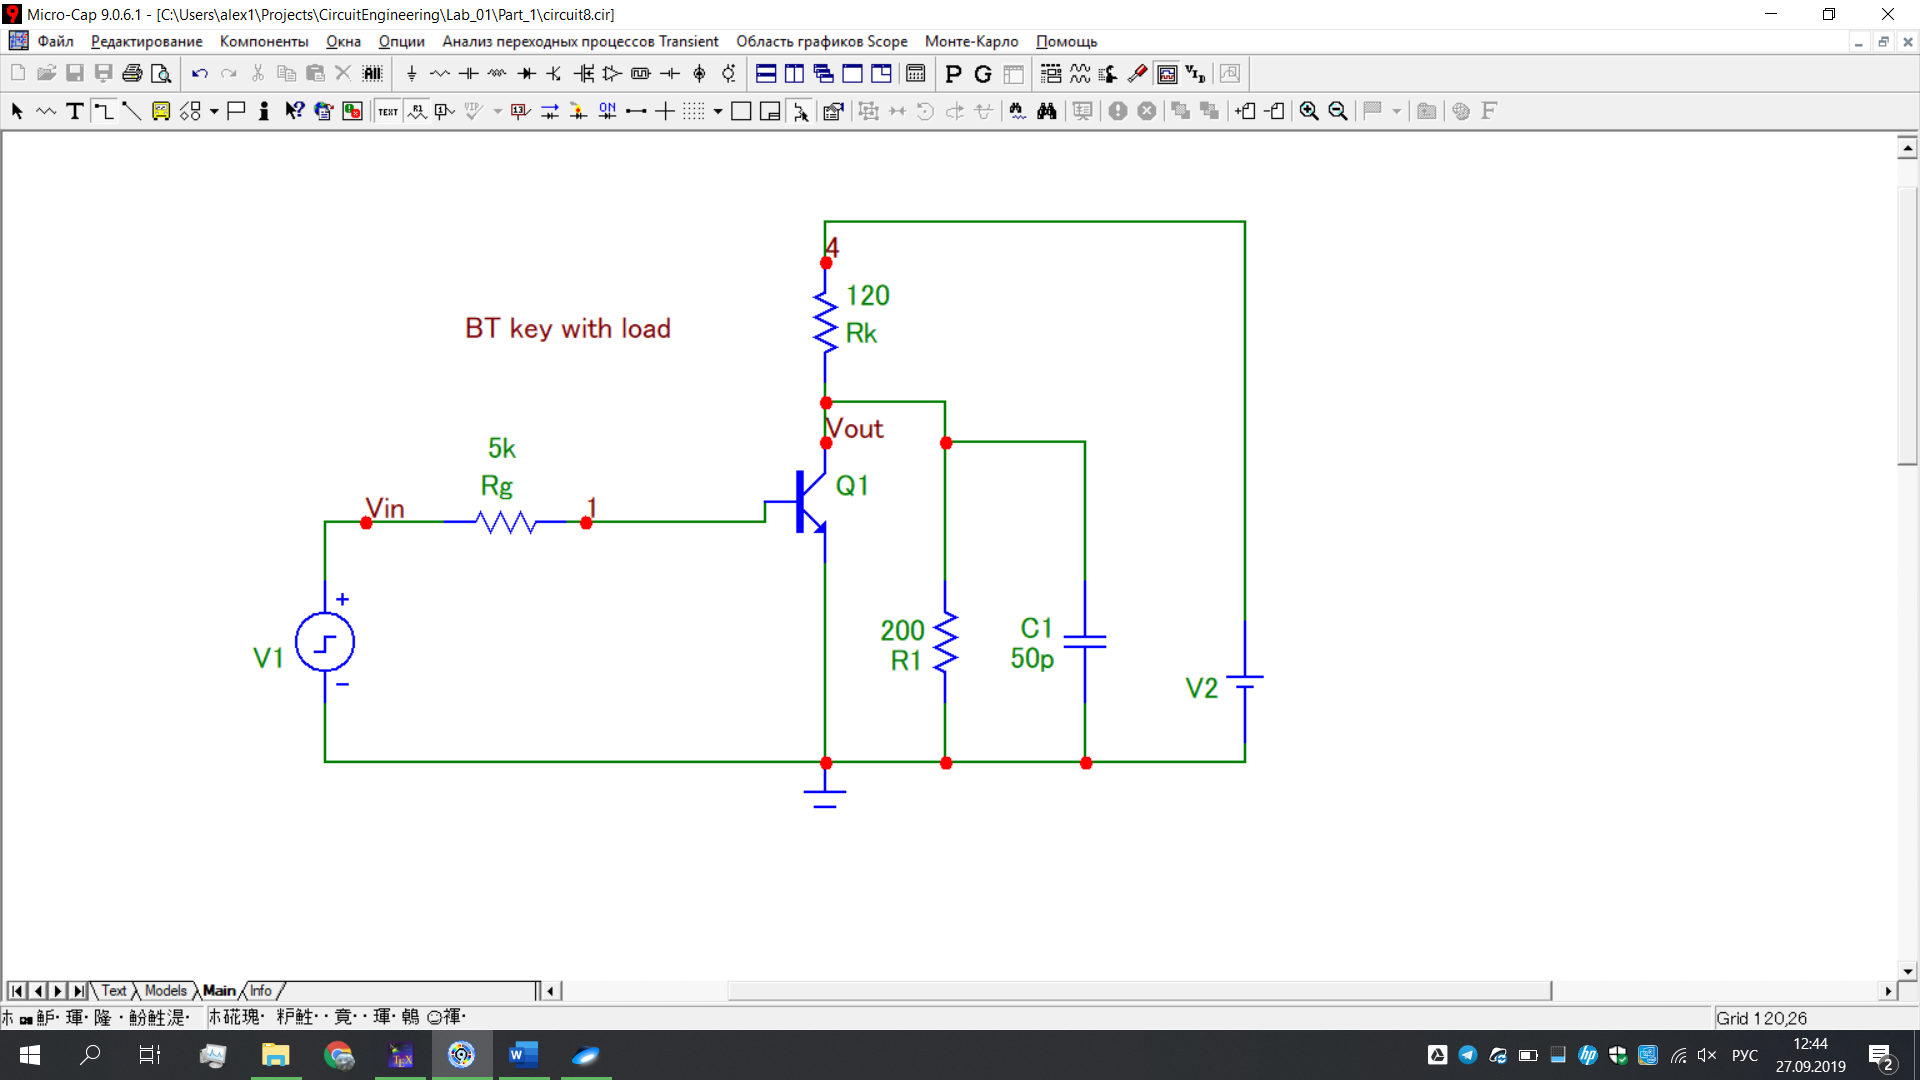 Micro-Cap 9.0.6.1 - [C:\Users\alex1\Projects\CircuitEngineering\Lab_01\Part_1\circuit8.cir]
Файл Редактирование Компоненты Окна Опции Анализ переходных процессов Transient Область графиков Scope Монте-Карло Помощь
4
120
Rk
BT key with load
Vout
5k
Rg
Q1
Vin
1
V1
200
R1
C1
50p
V2
Text Models Main Info
Grid 120,26
РУС
12:44
27.09.2019
2